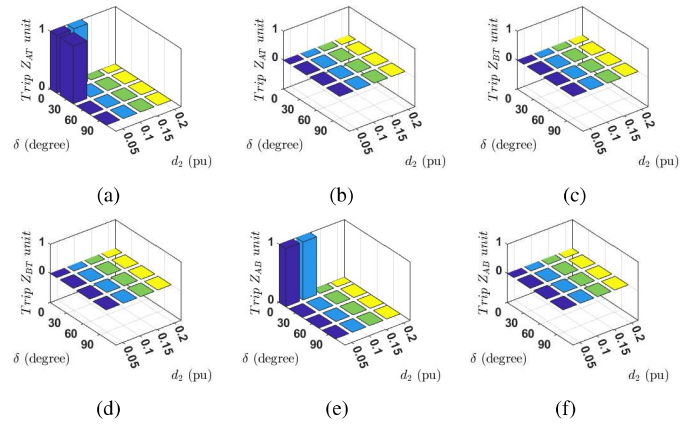 1
0
0
30
60
90
0.05
0.1
0.15
0.2
Trip Z_AT unit
δ (degree)
d_2 (pu)
(a)
1
0
0
30
60
90
0.05
0.1
0.15
0.2
Trip Z_AT unit
δ (degree)
d_2 (pu)
(b)
1
0
0
30
60
90
0.05
0.1
0.15
0.2
Trip Z_BT unit
δ (degree)
d_2 (pu)
(c)
1
0
0
30
60
90
0.05
0.1
0.15
0.2
Trip Z_BT unit
δ (degree)
d_2 (pu)
(d)
1
0
0
30
60
90
0.05
0.1
0.15
0.2
Trip Z_AB unit
δ (degree)
d_2 (pu)
(e)
1
0
0
30
60
90
0.05
0.1
0.15
0.2
Trip Z_AB unit
δ (degree)
d_2 (pu)
(f)